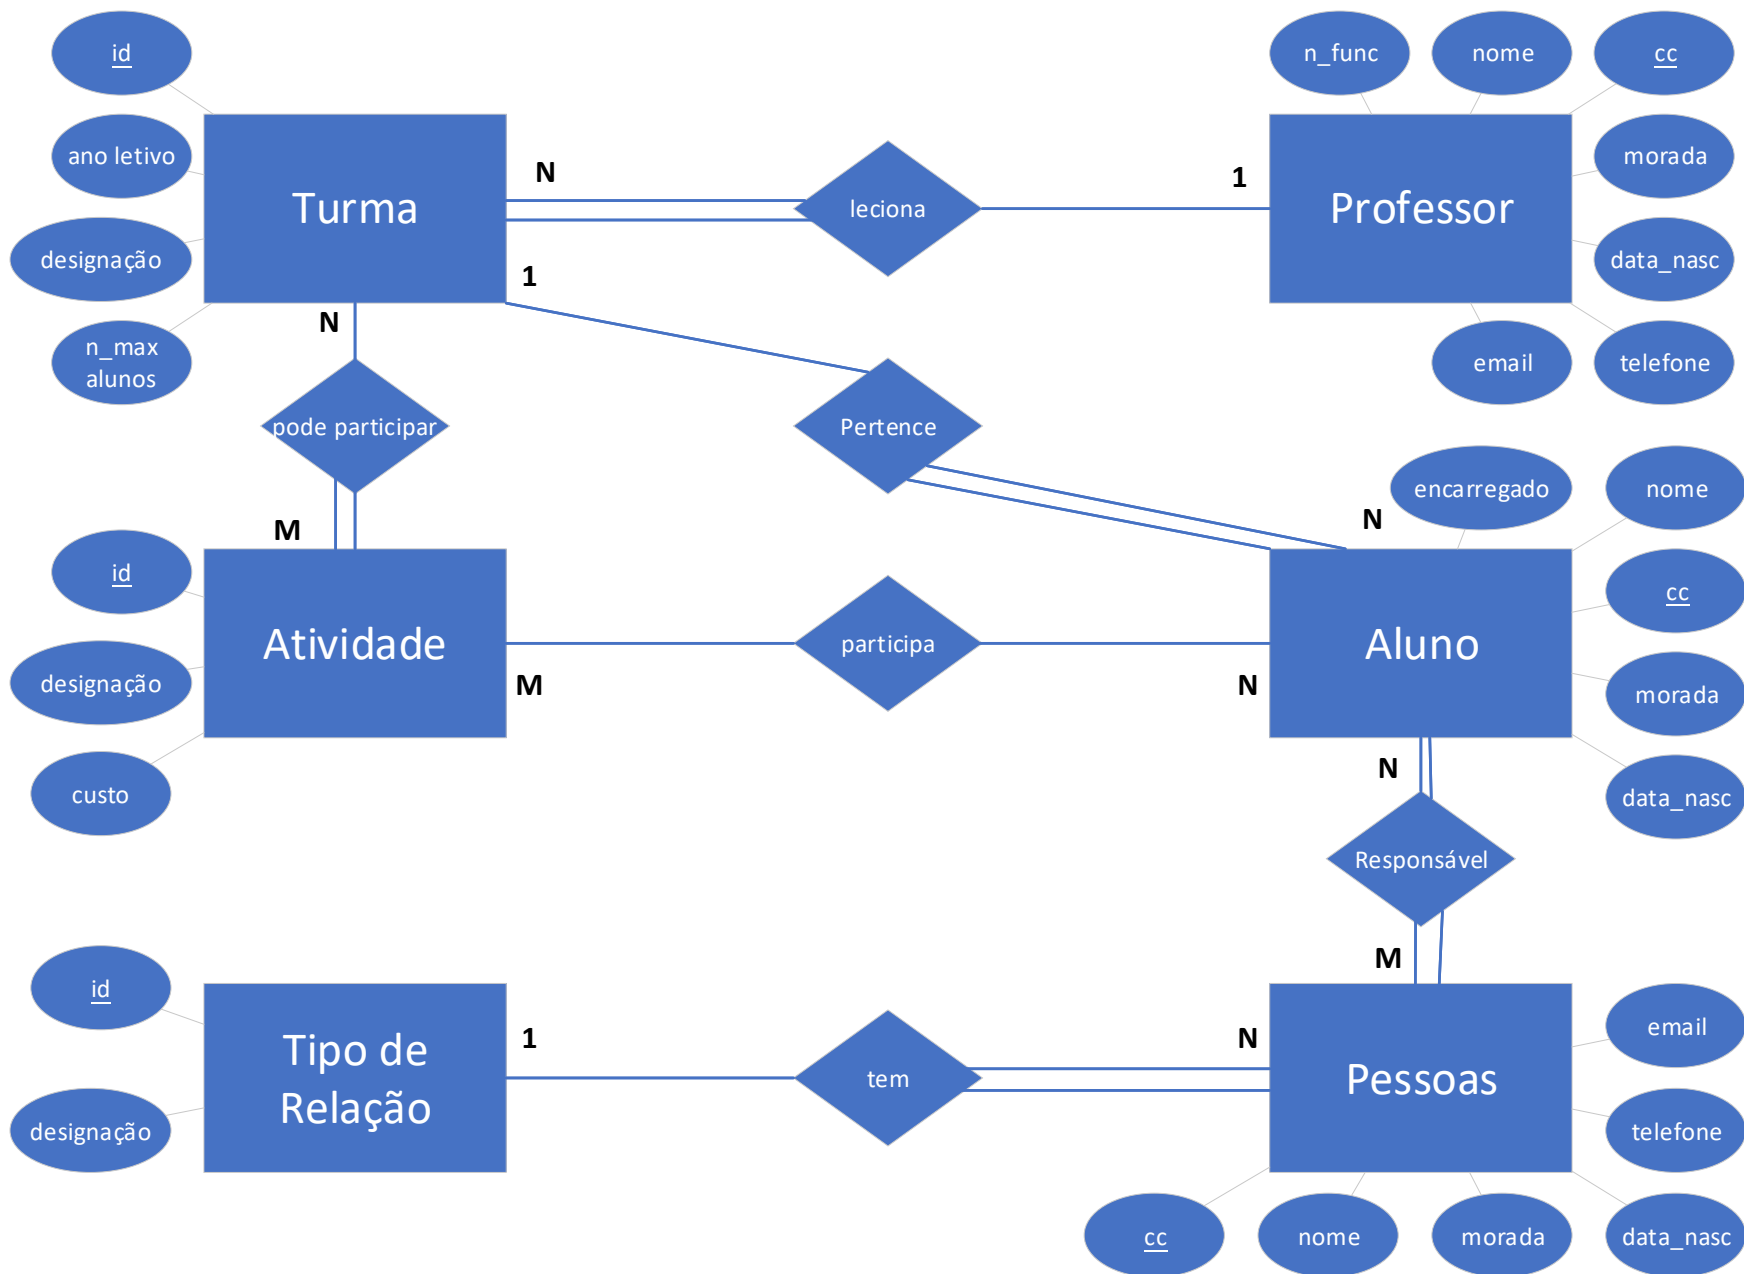 id
n_func
nome
cc
ano letivo
morada
N
1
Turma
leciona
Professor
designação
data_nasc
1
N
n_max
alunos
email
telefone
pode participar
Pertence
encarregado
nome
N
M
id
cc
Atividade
participa
Aluno
designação
M
N
morada
custo
N
data_nasc
Responsável
M
id
email
1
N
Tipo de
Relação
tem
Pessoas
designação
telefone
cc
nome
morada
data_nasc